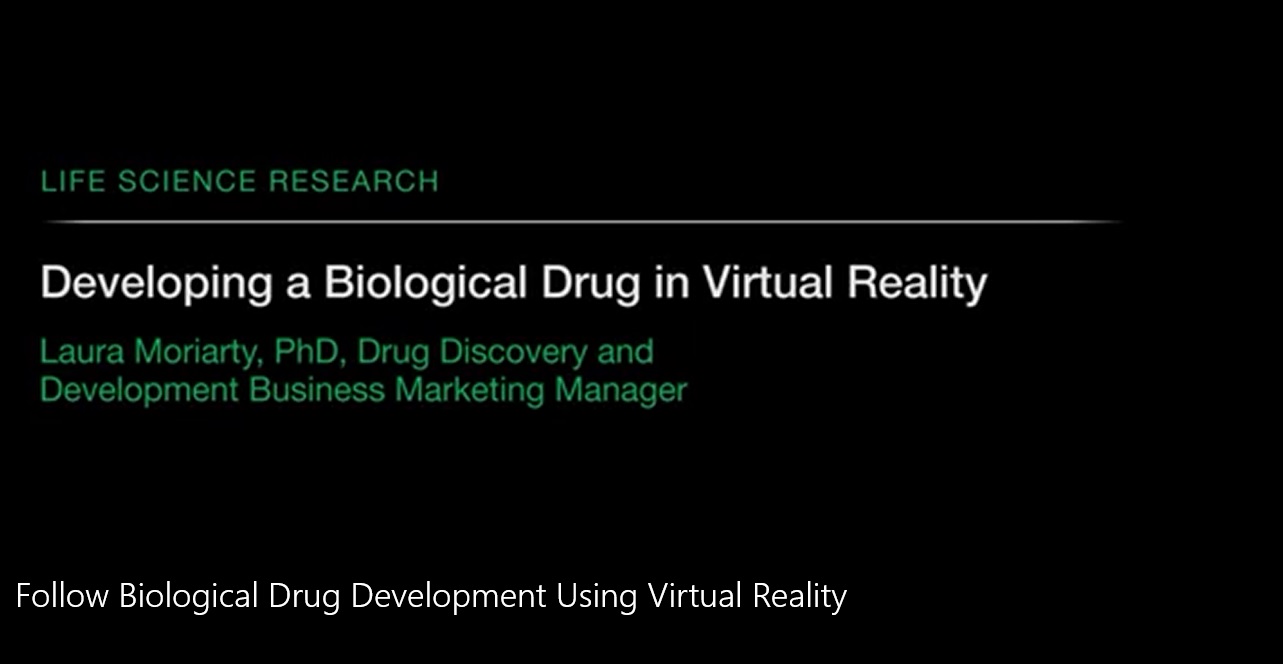 LIFE SCIENCE RESEARCH
Developing a Biological Drug in Virtual Reality
Laura Moriarty, PhD, Drug Discovery and
Development Business Marketing Manager
Follow Biological Drug Development Using Virtual Reality